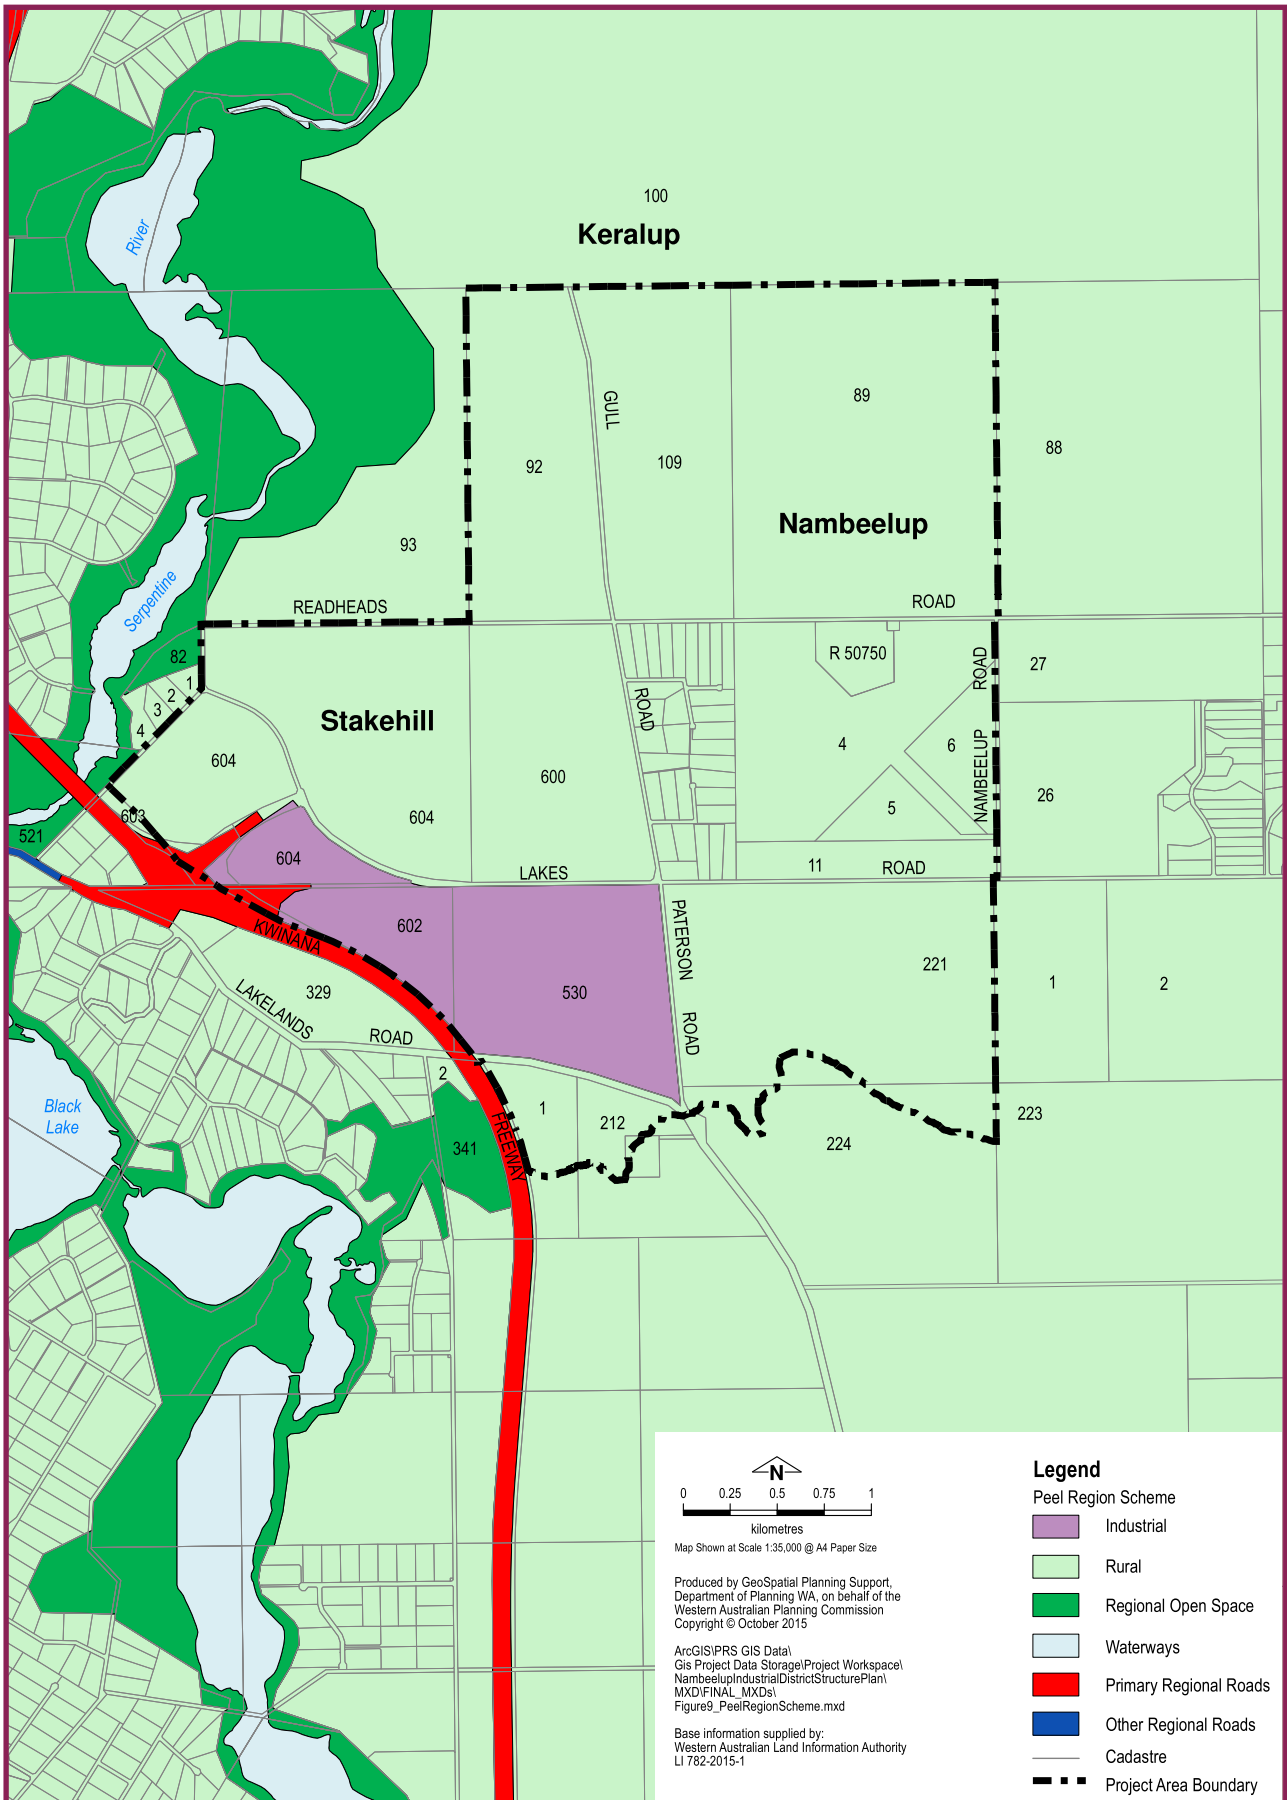 100
Keralup
River
89
GULL
88
92
109
Nambeelup
93
Serpentine
READHEADS
ROAD
82
R 50750
27
ROAD
1
2
3
4
ROAD
Stakehill
604
4
6
600
NAMBEELUP
26
5
603
604
521
604
11
ROAD
LAKES
602
PATERSON
KWINANA
221
329
530
1
2
LAKELANDS
ROAD
ROAD
2
Black
Lake
1
212
223
FREEWAY
341
224
N
0 0.25 0.5 0.75 1
kilometres
Map Shown at Scale 1:35,000 @ A4 Paper Size
Produced by GeoSpatial Planning Support,
Department of Planning WA, on behalf of the
Western Australian Planning Commission
Copyright © October 2015
ArcGIS\PRS GIS Data\
Gis Project Data Storage\Project Workspace\
NambeelupIndustrialDistrictStructurePlan\
MXD\FINAL_MXDs\
Figure9_PeelRegionScheme.mxd
Base information supplied by:
Western Australian Land Information Authority
LI 782-2015-1
Legend
Peel Region Scheme
Industrial
Rural
Regional Open Space
Waterways
Primary Regional Roads
Other Regional Roads
Cadastre
Project Area Boundary